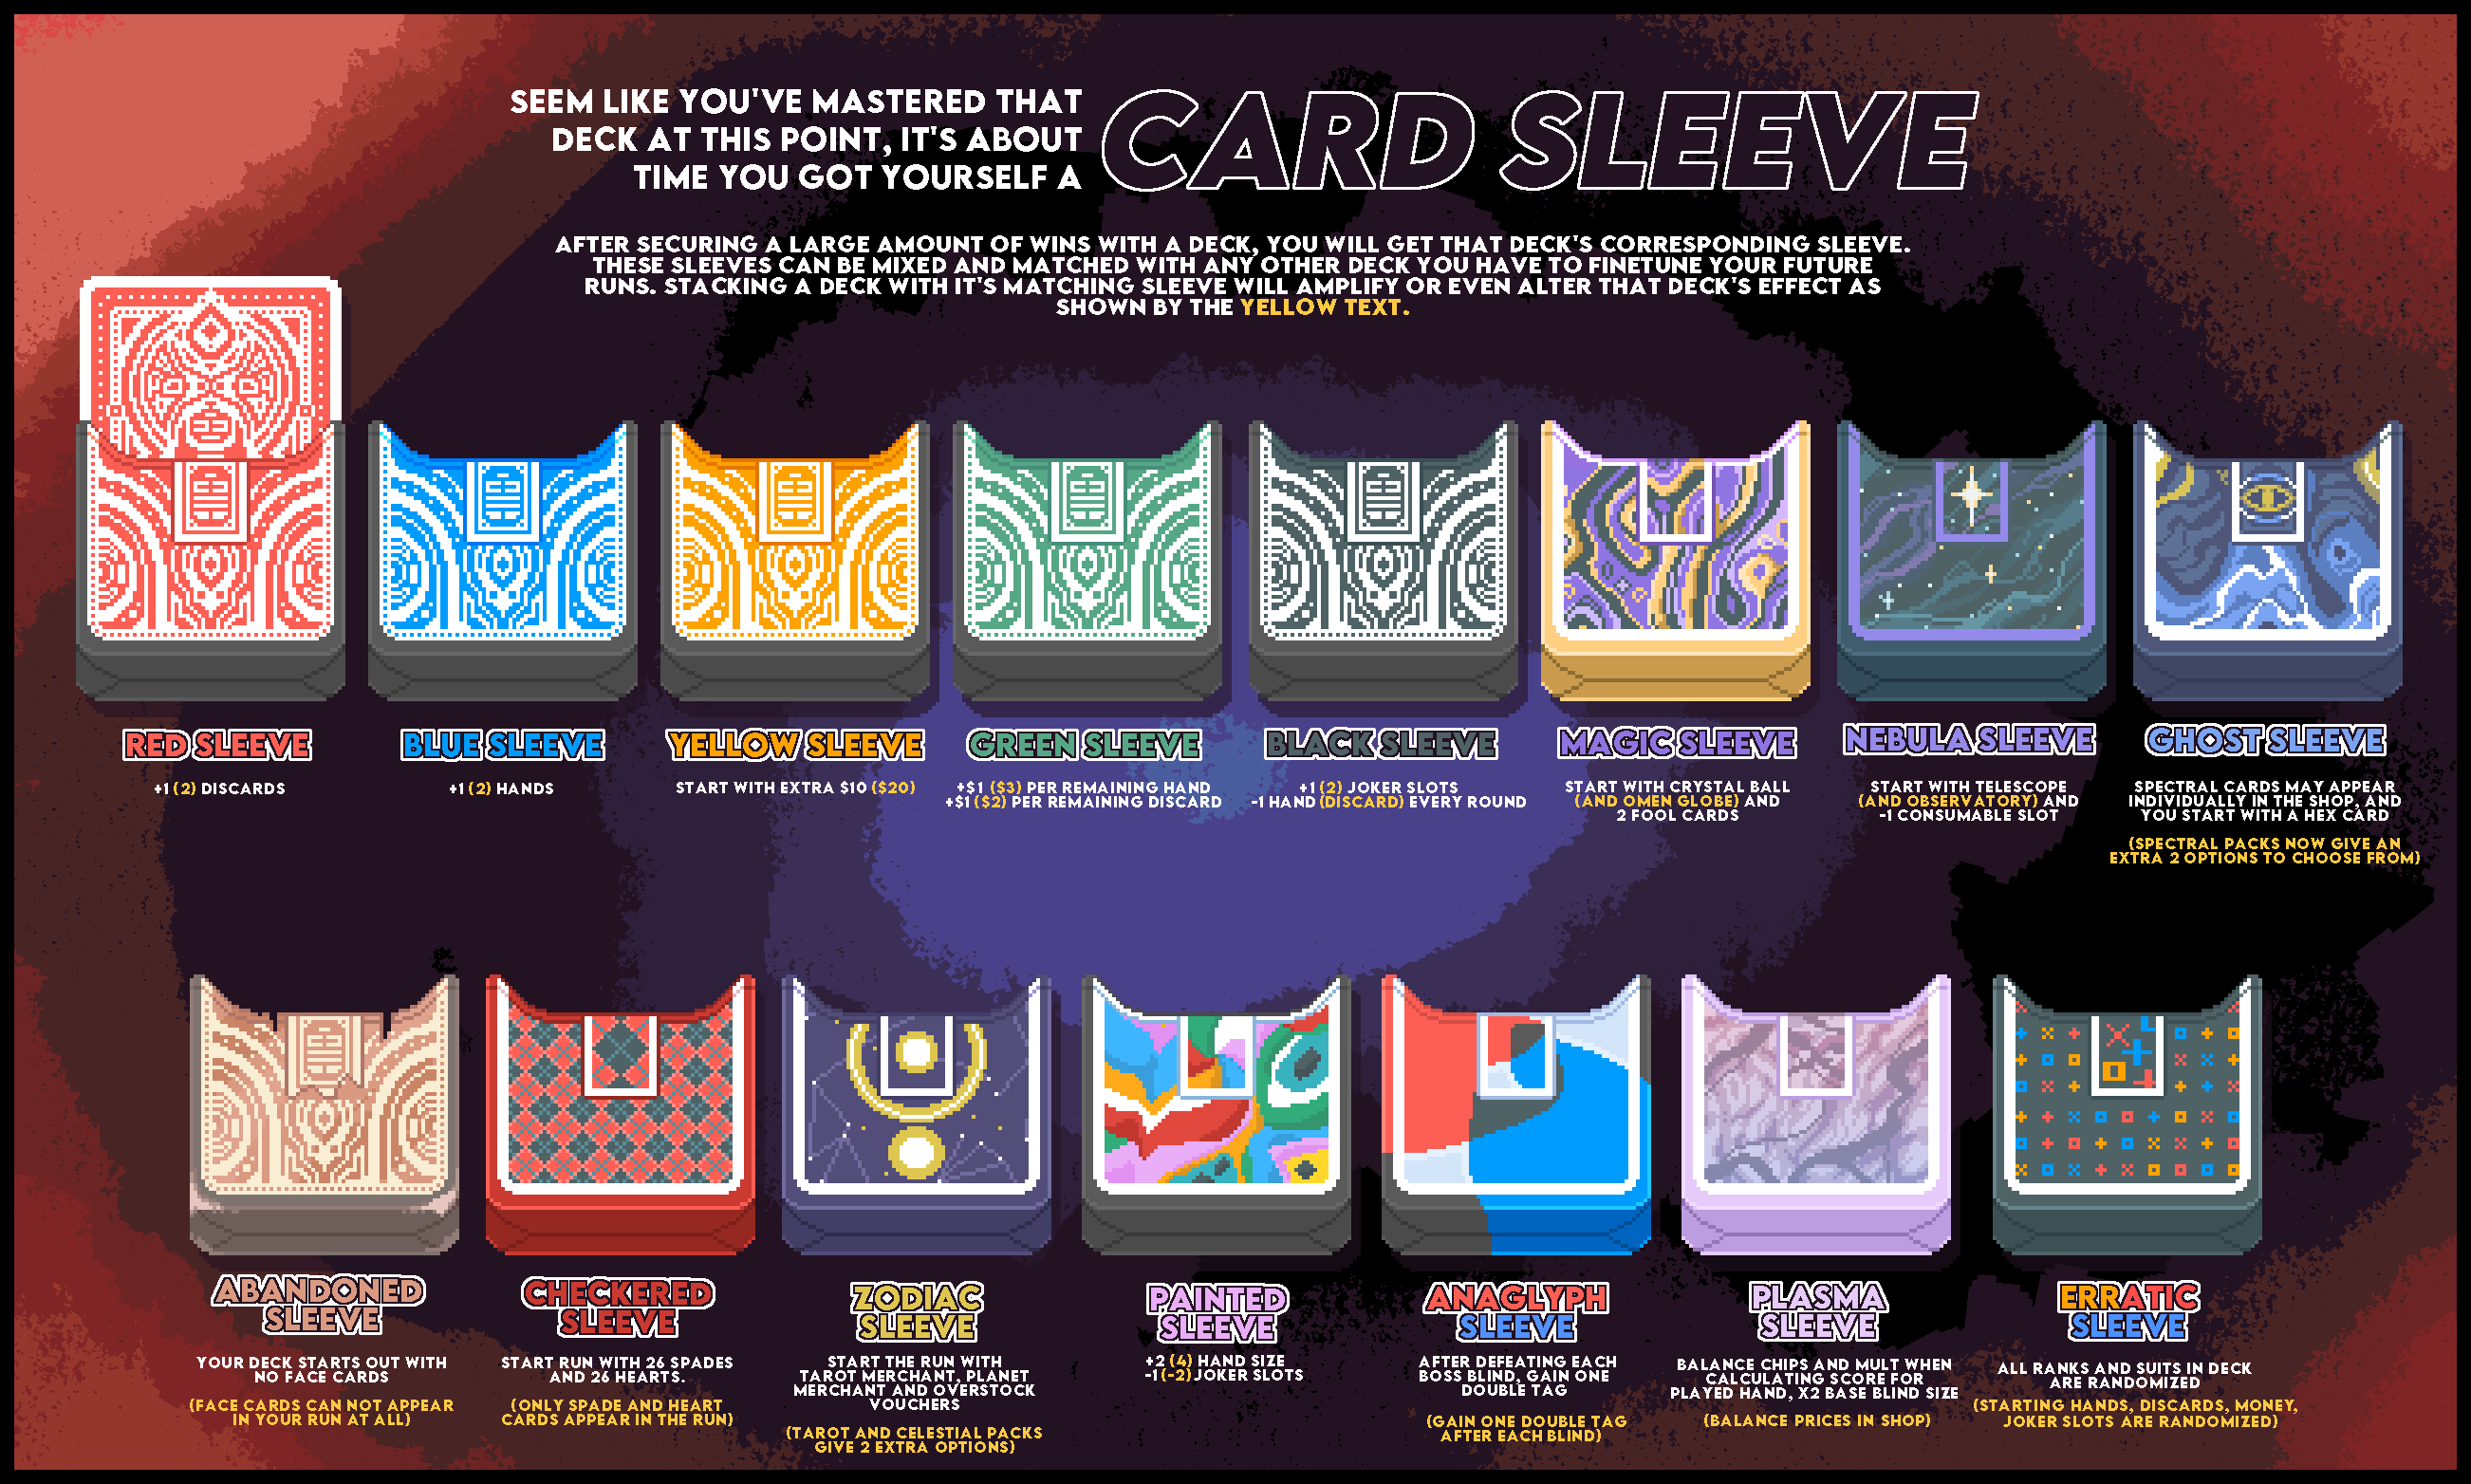 SEEM LIKE YOU'VE MASTERED THAT
DECK AT THIS POINT, IT'S ABOUT
TIME YOU GOT YOURSELF A
CARD SLEEVE
AFTER SECURING A LARGE AMOUNT OF WINS WITH A DECK, YOU WILL GET THAT DECK'S CORRESPONDING SLEEVE.
THESE SLEEVES CAN BE MIXED AND MATCHED WITH ANY OTHER DECK YOU HAVE TO FINETUNE YOUR FUTURE
RUNS. STACKING A DECK WITH IT'S MATCHING SLEEVE WILL AMPLIFY OR EVEN ALTER THAT DECK'S EFFECT AS
SHOWN BY THE YELLOW TEXT.
RED SLEEVE
+1 (2) DISCARDS
BLUE SLEEVE
+1 (2) HANDS
YELLOW SLEEVE
START WITH EXTRA $10 ($20)
GREEN SLEEVE
+$1 ($3) PER REMAINING HAND
+$1 ($2) PER REMAINING DISCARD
BLACK SLEEVE
+1 (2) JOKER SLOTS
-1 HAND (DISCARD) EVERY ROUND
MAGIC SLEEVE
START WITH CRYSTAL BALL
(AND OMEN GLOBE) AND
2 FOOL CARDS
NEBULA SLEEVE
START WITH TELESCOPE
(AND OBSERVATORY) AND
-1 CONSUMABLE SLOT
GHOST SLEEVE
SPECTRAL CARDS MAY APPEAR
INDIVIDUALLY IN THE SHOP, AND
YOU START WITH A HEX CARD
(SPECTRAL PACKS NOW GIVE AN
EXTRA 2 OPTIONS TO CHOOSE FROM)
ABANDONED
SLEEVE
YOUR DECK STARTS OUT WITH
NO FACE CARDS
(FACE CARDS CAN NOT APPEAR
IN YOUR RUN AT ALL)
CHECKERED
SLEEVE
START RUN WITH 26 SPADES
AND 26 HEARTS.
(ONLY SPADE AND HEART
CARDS APPEAR IN THE RUN)
ZODIAC
SLEEVE
START THE RUN WITH
TAROT MERCHANT, PLANET
MERCHANT AND OVERSTOCK
VOUCHERS
(TAROT AND CELESTIAL PACKS
GIVE 2 EXTRA OPTIONS)
PAINTED
SLEEVE
+2 (4) HAND SIZE
-1 (-2) JOKER SLOTS
ANAGLYPH
SLEEVE
AFTER DEFEATING EACH
BOSS BLIND, GAIN ONE
DOUBLE TAG
(GAIN ONE DOUBLE TAG
AFTER EACH BLIND)
PLASMA
SLEEVE
BALANCE CHIPS AND MULT WHEN
CALCULATING SCORE FOR
PLAYED HAND, X2 BASE BLIND SIZE
(BALANCE PRICES IN SHOP)
ERRATIC
SLEEVE
ALL RANKS AND SUITS IN DECK
ARE RANDOMIZED
(STARTING HANDS, DISCARDS, MONEY,
JOKER SLOTS ARE RANDOMIZED)